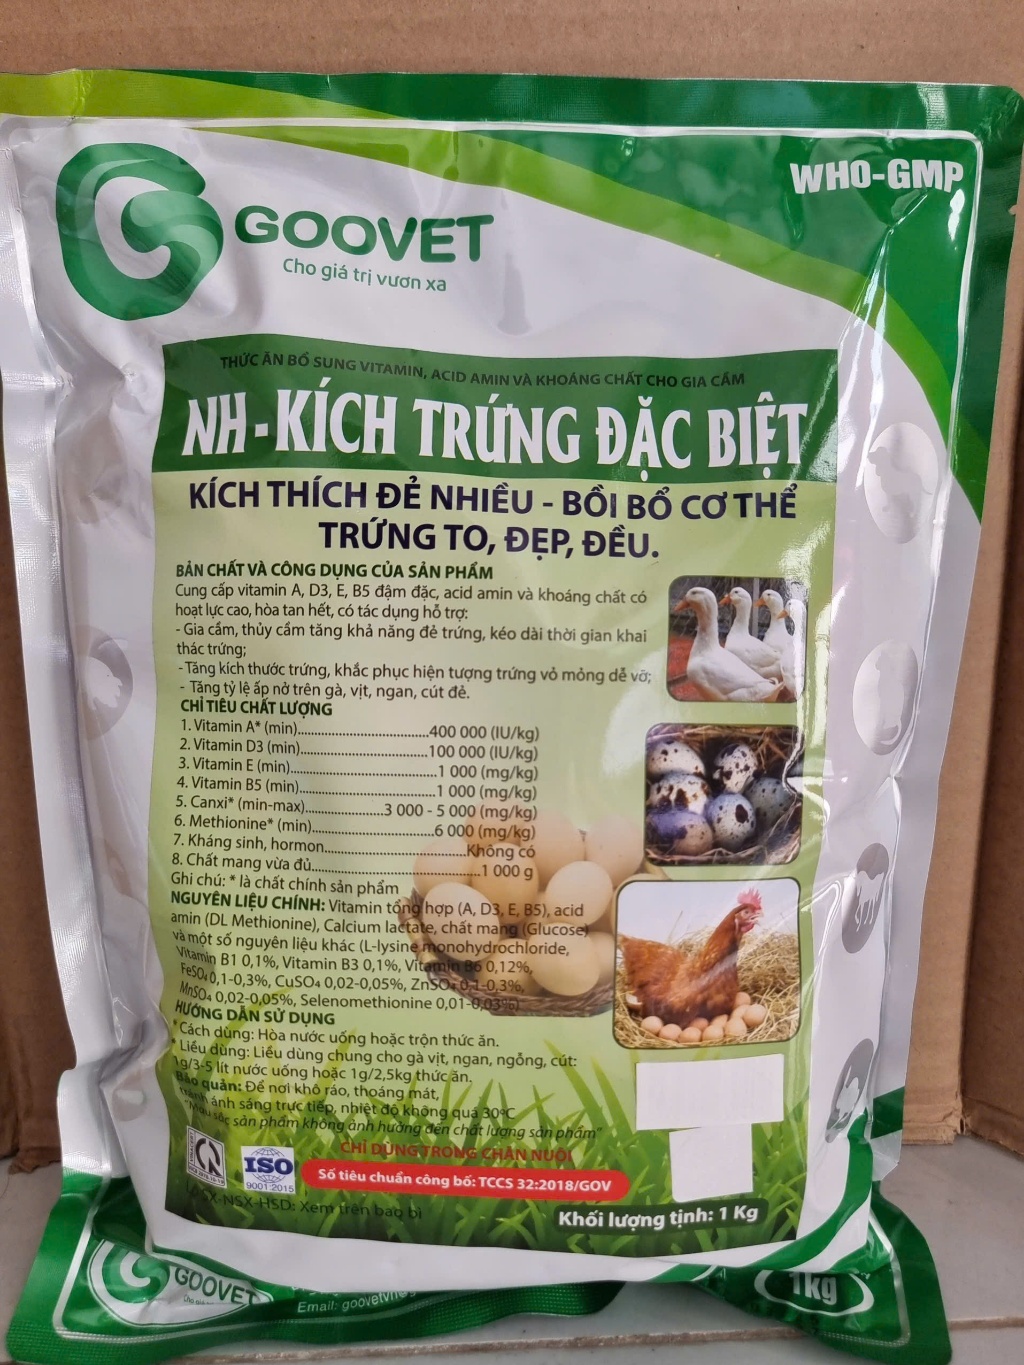 WHO-GMP
GOOVET
Cho giá trị vươn xa
THỨC ĂN BỔ SUNG VITAMIN, ACID AMIN VÀ KHOÁNG CHẤT CHO GIA CẦM
NH-KÍCH TRỨNG ĐẶC BIỆT
KÍCH THÍCH ĐẺ NHIỀU - BỒI BỔ CƠ THỂ
TRỨNG TO, ĐẸP, ĐỀU.
BẢN CHẤT VÀ CÔNG DỤNG CỦA SẢN PHẨM
Cung cấp vitamin A, D3, E, B5 đậm đặc, acid amin và khoáng chất có
hoạt lực cao, hòa tan hết, có tác dụng hỗ trợ:
- Gia cầm, thủy cầm tăng khả năng đẻ trứng, kéo dài thời gian khai
thác trứng;
- Tăng kích thước trứng, khắc phục hiện tượng trứng vỏ mỏng dễ vỡ;
- Tăng tỷ lệ ấp nở trên gà, vịt, ngan, cút đẻ.
CHỈ TIÊU CHẤT LƯỢNG
1. Vitamin A* (min)................................400 000 (IU/kg)
2. Vitamin D3 (min)...............................100 000 (IU/kg)
3. Vitamin E (min)....................................1 000 (mg/kg)
4. Vitamin B5 (min)..................................1 000 (mg/kg)
5. Canxi* (min-max)...................3 000 - 5 000 (mg/kg)
6. Methionine* (min)..............................6 000 (mg/kg)
7. Kháng sinh, hormon..................................Không có
8. Chất mang vừa đủ.........................................1 000 g
Ghi chú: * là chất chính sản phẩm
NGUYÊN LIỆU CHÍNH: Vitamin tổng hợp (A, D3, E, B5), acid
amin (DL Methionin), Calcium lactate, chất mang (Glucose)
và một số nguyên liệu khác (L-lysine monohydrochloride,
Vitamin B1 0,1%, Vitamin B3 0,1%, Vitamin B6 0,12%,
FeSO₄ 0,1-0,3%, CuSO₄ 0,02-0,05%, ZnSO₄ 0,1-0,3%,
MnSO₄ 0,02-0,05%, Selenomethionine 0,01-0,03%)
HƯỚNG DẪN SỬ DỤNG
* Cách dùng: Hòa nước uống hoặc trộn thức ăn.
* Liều dùng: Liều dùng chung cho gà vịt, ngan, ngỗng, cút:
1g/3-5 lít nước uống hoặc 1g/2,5kg thức ăn.
Bảo quản: Để nơi khô ráo, thoáng mát,
tránh ánh sáng trực tiếp, nhiệt độ không quá 30ºC
"Màu sắc sản phẩm không ảnh hưởng đến chất lượng sản phẩm"
CHỈ DÙNG TRONG CHĂN NUÔI
ISO
9001:2015
Số tiêu chuẩn công bố: TCCS 32:2018/GOV
SX-NSX-HSD: Xem trên bao bì
Khối lượng tịnh: 1 Kg
GOOVET
1kg
Email: goovetvn@